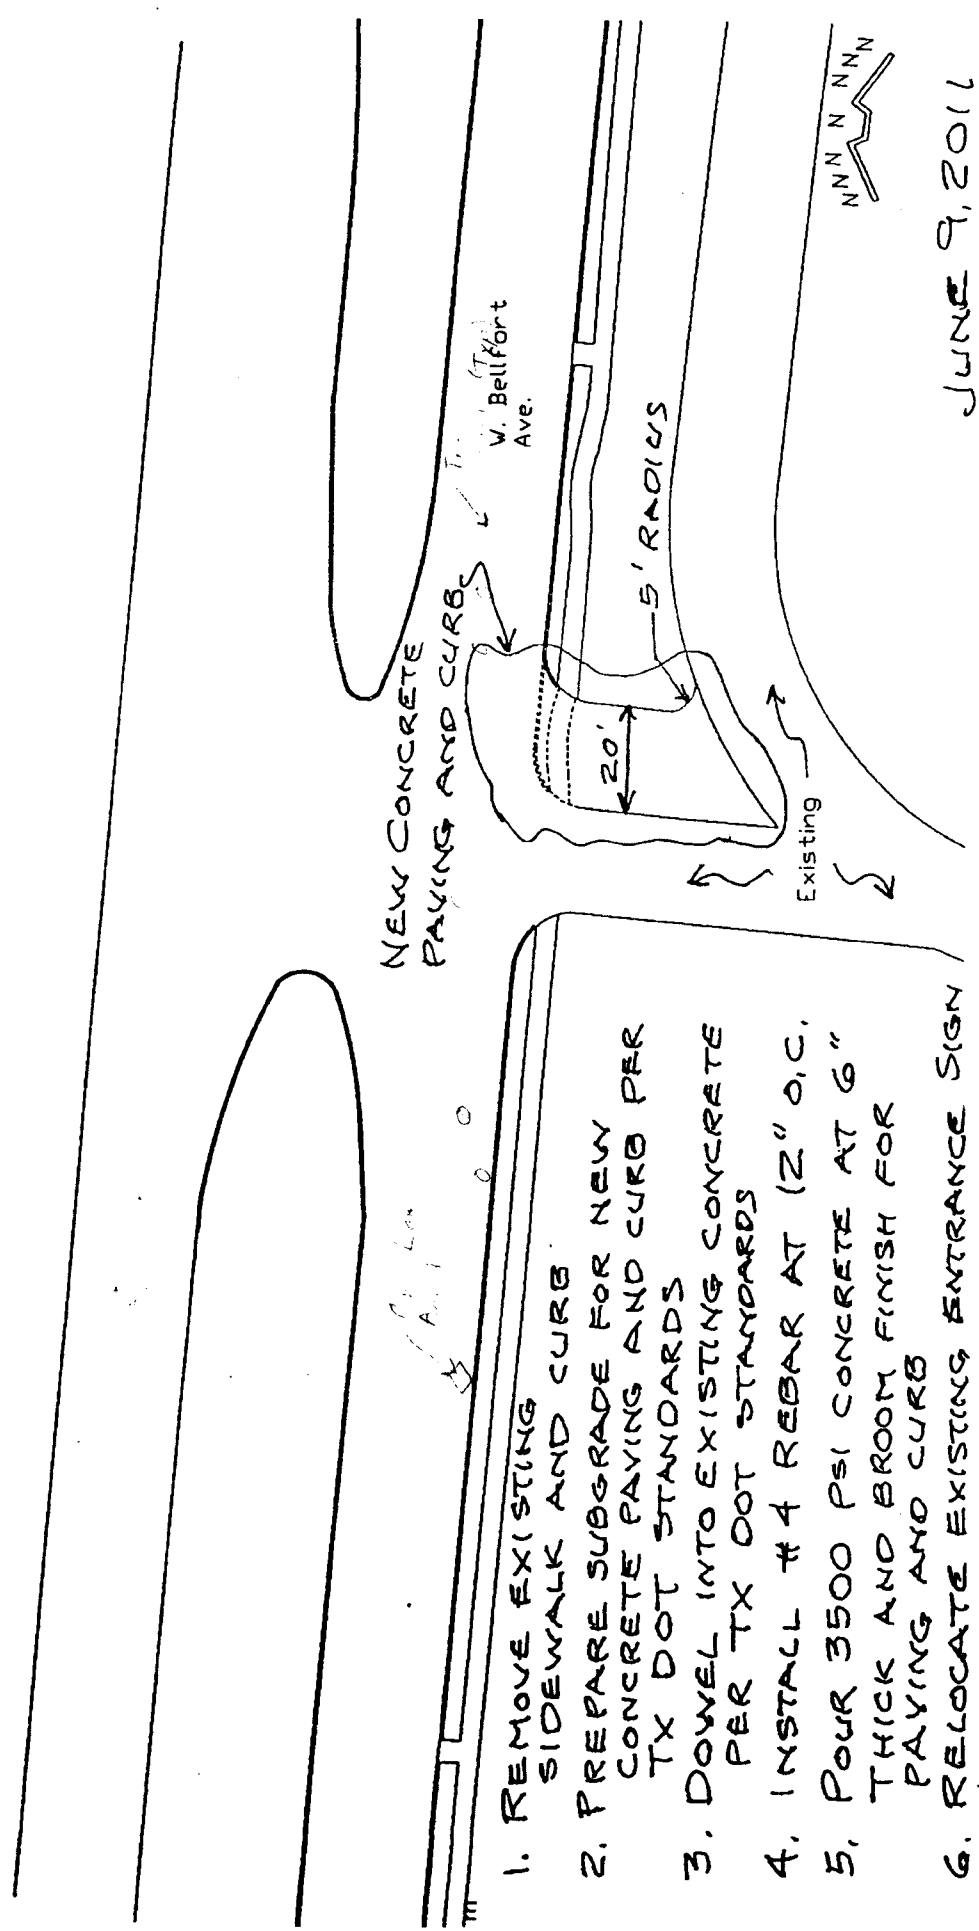 NEW CONCRETE
PAVING AND CURB
W. Bellfort
Ave.
20'
5' RADIUS
Existing
NNN N NNN
1. REMOVE EXISTING
SIDEWALK AND CURB
2. PREPARE SUBGRADE FOR NEW
CONCRETE PAVING AND CURB PER
TX DOT STANDARDS
3. DOWEL INTO EXISTING CONCRETE
PER TX DOT STANDARDS
4. INSTALL #4 REBAR AT 12" O.C.
5. POUR 3500 PSI CONCRETE AT 6"
THICK AND BROOM FINISH FOR
PAVING AND CURB
6. RELOCATE EXISTING ENTRANCE SIGN
JUNE 9, 2011